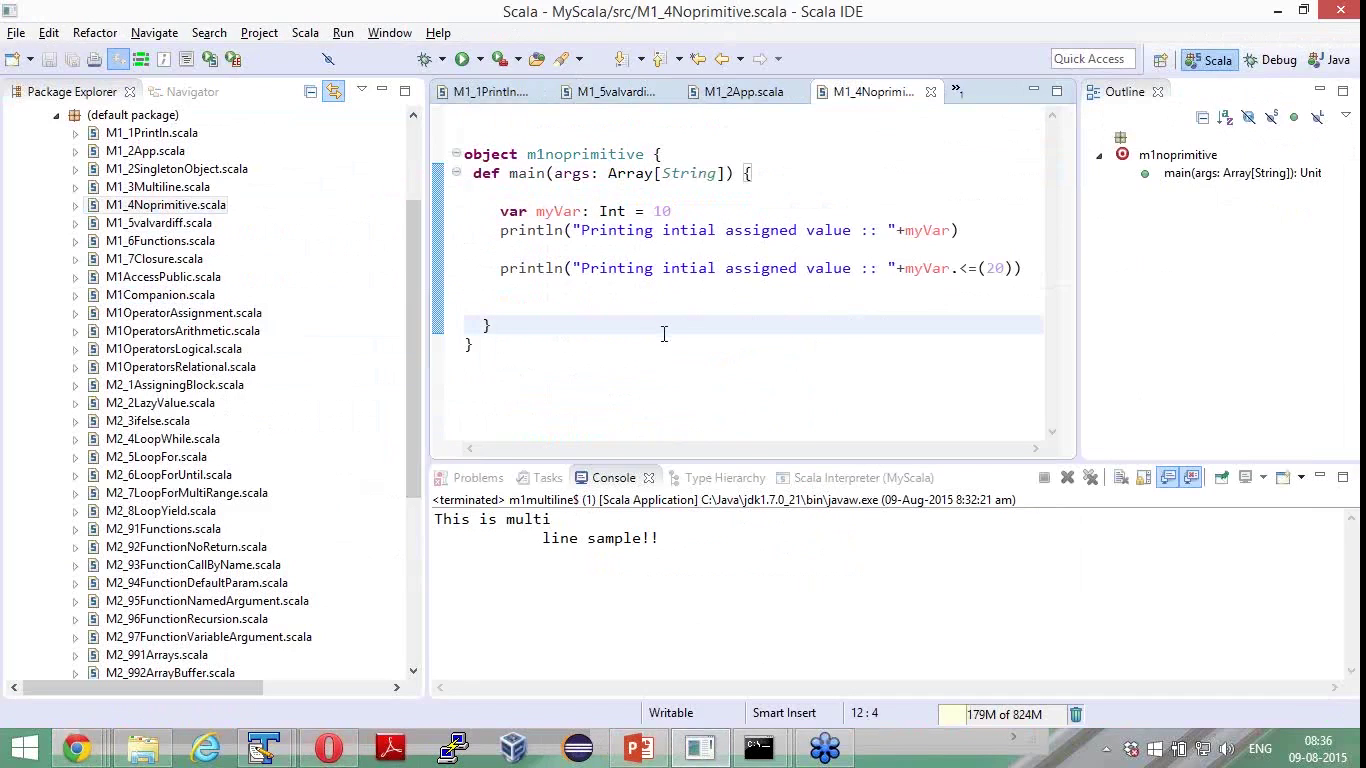 Scala - MyScala/src/M1_4Noprimitive.scala - Scala IDE
File Edit Refactor Navigate Search Project Scala Run Window Help
Quick Access Scala Debug Java
Package Explorer Navigator
(default package)
M1_1Println.scala
M1_2App.scala
M1_2SingletonObject.scala
M1_3Multiline.scala
M1_4Noprimitive.scala
M1_5valvardiff.scala
M1_6Functions.scala
M1_7Closure.scala
M1AccessPublic.scala
M1Companion.scala
M1OperatorAssignment.scala
M1OperatorsArithmetic.scala
M1OperatorsLogical.scala
M1OperatorsRelational.scala
M2_1AssigningBlock.scala
M2_2LazyValue.scala
M2_3ifelse.scala
M2_4LoopWhile.scala
M2_5LoopFor.scala
M2_6LoopForUntil.scala
M2_7LoopForMultiRange.scala
M2_8LoopYield.scala
M2_91Functions.scala
M2_92FunctionNoReturn.scala
M2_93FunctionCallByName.scala
M2_94FunctionDefaultParam.scala
M2_95FunctionNamedArgument.scala
M2_96FunctionRecursion.scala
M2_97FunctionVariableArgument.scala
M2_991Arrays.scala
M2_992ArrayBuffer.scala
M1_1Println.... M1_5valvardi... M1_2App.scala M1_4Noprimi... »1
object m1noprimitive {
def main(args: Array[String]) {
var myVar: Int = 10
println("Printing intial assigned value :: "+myVar)
println("Printing intial assigned value :: "+myVar.<=(20))
}
}
Outline
m1noprimitive
main(args: Array[String]): Unit
Problems Tasks Console Type Hierarchy Scala Interpreter (MyScala)
<terminated> m1multiline$ (1) [Scala Application] C:\Java\jdk1.7.0_21\bin\javaw.exe (09-Aug-2015 8:32:21 am)
This is multi
line sample!!
Writable Smart Insert 12 : 4 179M of 824M
ENG 08:36
09-08-2015